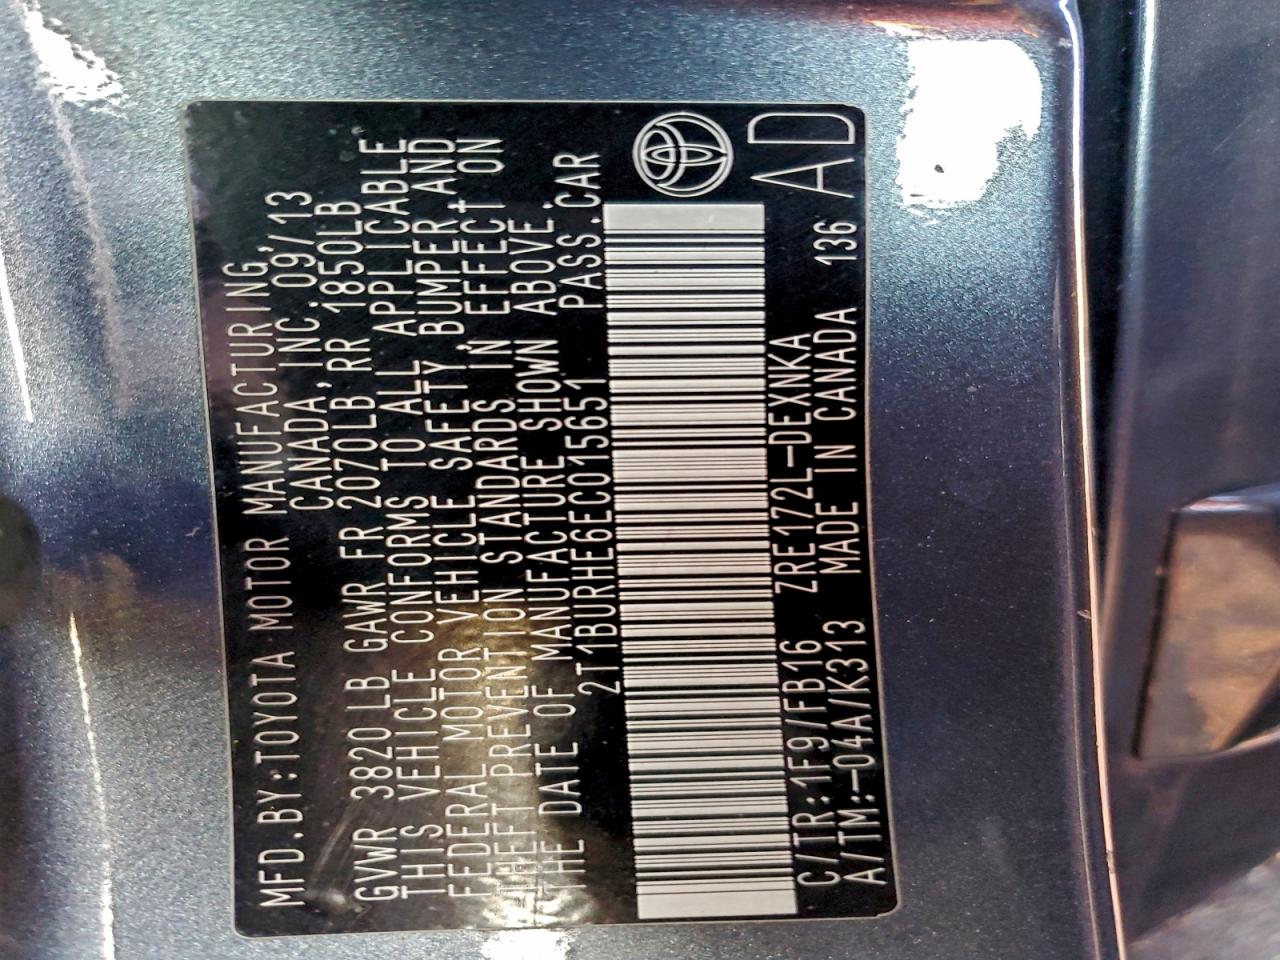 MFD.BY:TOYOTA MOTOR MANUFACTURING,
CANADA, INC. 09/13
GVWR 3820 LB GAWR FR 2070LB RR 1850LB
THIS VEHICLE CONFORMS TO ALL APPLICABLE
FEDERAL MOTOR VEHICLE SAFETY, BUMPER, AND
THEFT PREVENTION STANDARDS IN EFFECT ON
THE DATE OF MANUFACTURE SHOWN ABOVE.
2T1BURHE6EC015651 PASS.CAR
C/TR:1F9/FB16 ZRE172L-DEXNKA
A/TM:-04A/K313 MADE IN CANADA 136
AD